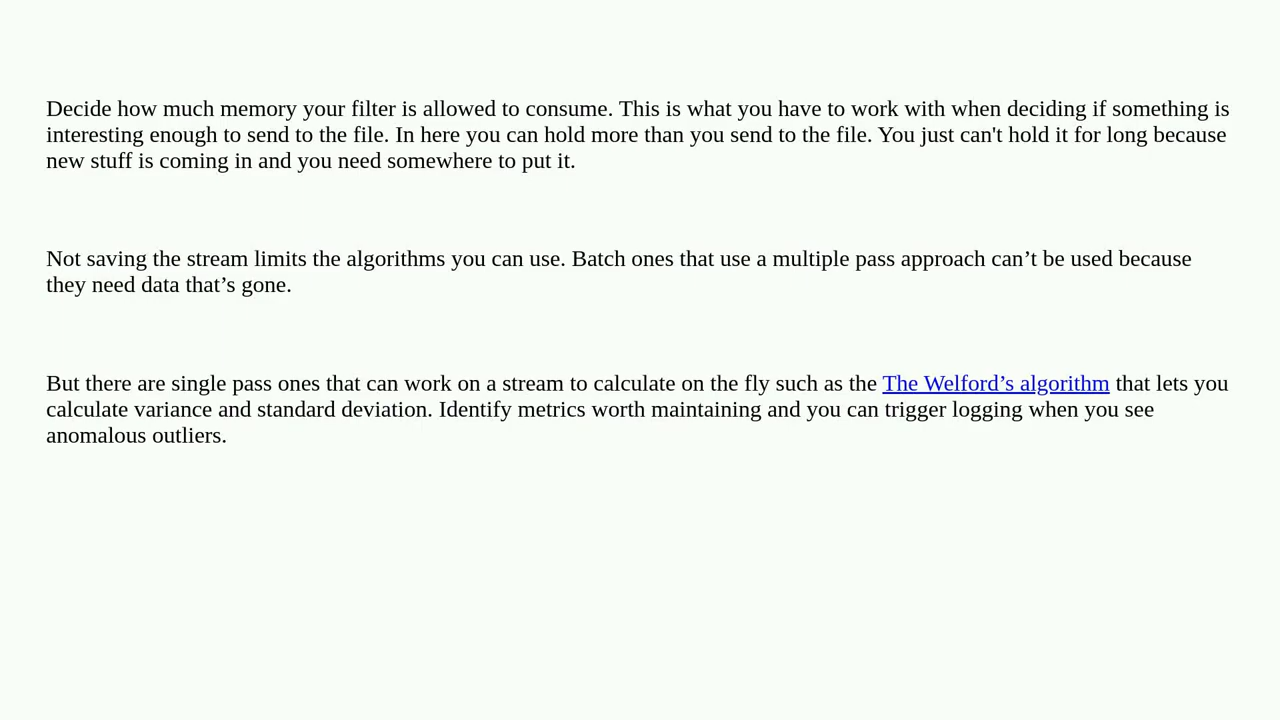 Decide how much memory your filter is allowed to consume. This is what you have to work with when deciding if something is
interesting enough to send to the file. In here you can hold more than you send to the file. You just can't hold it for long because
new stuff is coming in and you need somewhere to put it.
Not saving the stream limits the algorithms you can use. Batch ones that use a multiple pass approach can’t be used because
they need data that’s gone.
But there are single pass ones that can work on a stream to calculate on the fly such as the The Welford’s algorithm that lets you
calculate variance and standard deviation. Identify metrics worth maintaining and you can trigger logging when you see
anomalous outliers.